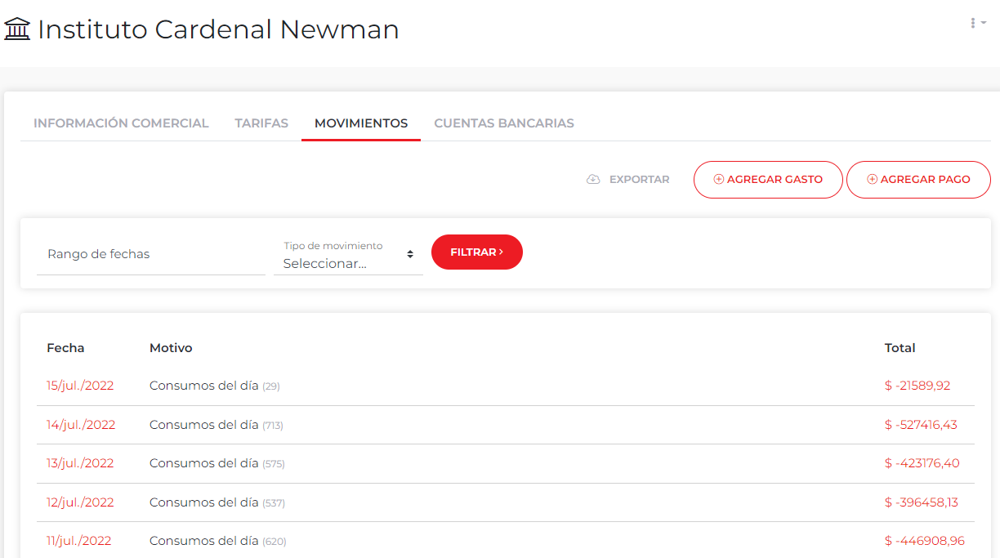 Instituto Cardenal Newman
INFORMACIÓN COMERCIAL TARIFAS MOVIMIENTOS CUENTAS BANCARIAS
EXPORTAR AGREGAR GASTO AGREGAR PAGO
Rango de fechas
Tipo de movimiento
Seleccionar...
FILTRAR
Fecha Motivo Total
15/jul./2022 Consumos del día (29) $ -21589,92
14/jul./2022 Consumos del día (713) $ -527416,43
13/jul./2022 Consumos del día (575) $ -423176,40
12/jul./2022 Consumos del día (537) $ -396458,13
11/jul./2022 Consumos del día (620) $ -446908,96